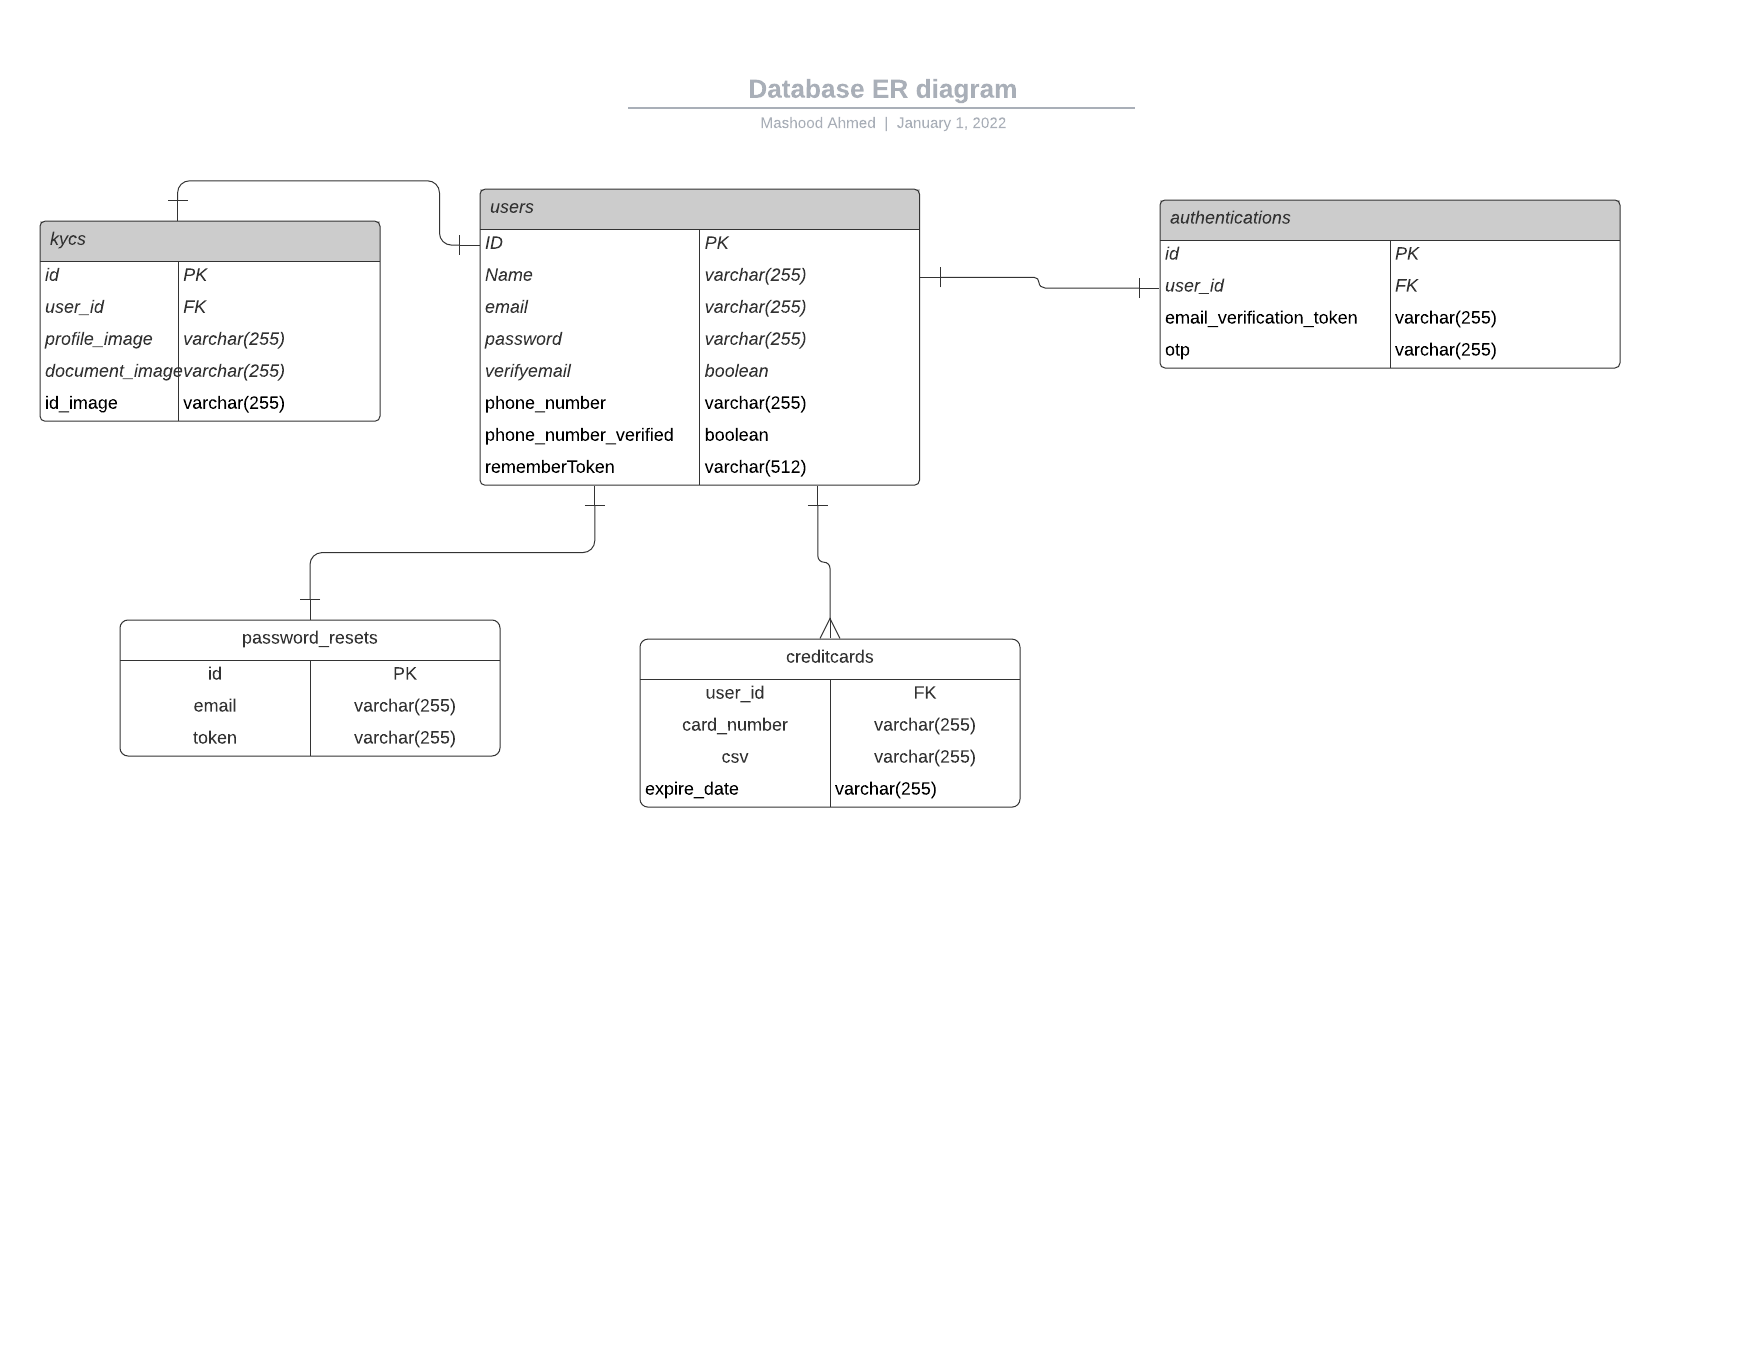 Database ER diagram
Mashood Ahmed | January 1, 2022
kycs
id PK
user_id FK
profile_image varchar(255)
document_image varchar(255)
id_image varchar(255)
users
ID PK
Name varchar(255)
email varchar(255)
password varchar(255)
verifyemail boolean
phone_number varchar(255)
phone_number_verified boolean
rememberToken varchar(512)
authentications
id PK
user_id FK
email_verification_token varchar(255)
otp varchar(255)
password_resets
id PK
email varchar(255)
token varchar(255)
creditcards
user_id FK
card_number varchar(255)
csv varchar(255)
expire_date varchar(255)